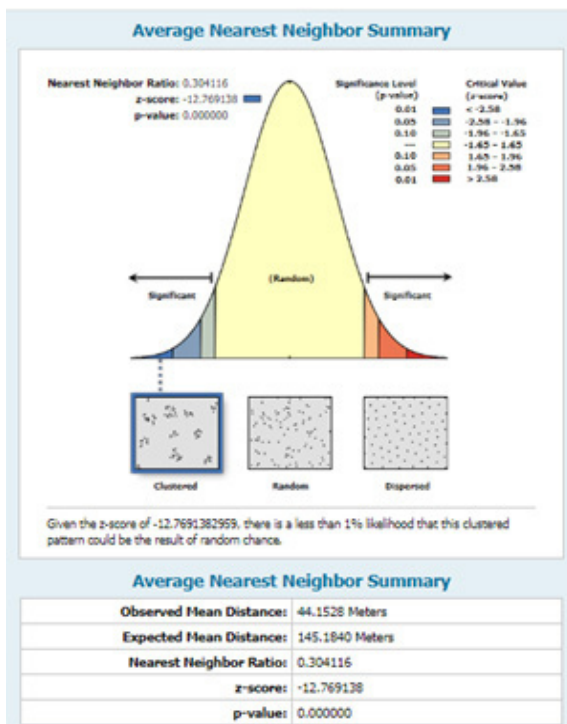 Average Nearest Neighbor Summary
Nearest Neighbor Ratio: 0.304116
z-score: -12.769138
p-value: 0.000000
Significance Level
(p-value)
Critical Value
(z-score)
0.01 < -2.58
0.05 -2.58 - -1.96
0.10 -1.96 - -1.65
— -1.65 - 1.65
0.10 1.65 - 1.96
0.05 1.96 - 2.58
0.01 > 2.58
(Random)
Significant
Significant
Clustered
Random
Dispersed
Given the z-score of -12.7691382959, there is a less than 1% likelihood that this clustered
pattern could be the result of random chance.
Average Nearest Neighbor Summary
Observed Mean Distance: 44.1528 Meters
Expected Mean Distance: 145.1840 Meters
Nearest Neighbor Ratio: 0.304116
z-score: -12.769138
p-value: 0.000000